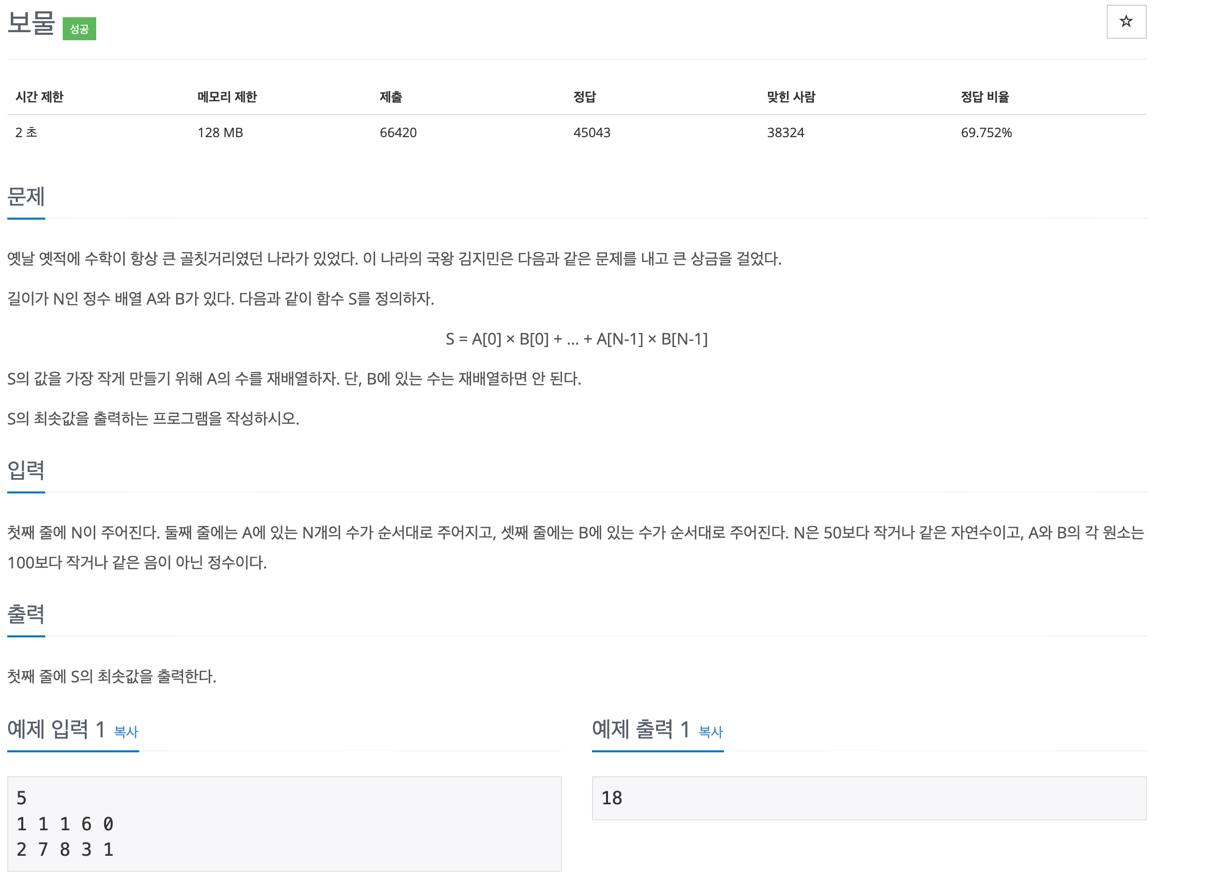 보물 성공
☆
시간 제한 메모리 제한 제출 정답 맞힌 사람 정답 비율
2 초 128 MB 66420 45043 38324 69.752%
문제
옛날 옛적에 수학이 항상 큰 골칫거리였던 나라가 있었다. 이 나라의 국왕 김지민은 다음과 같은 문제를 내고 큰 상금을 걸었다.
길이가 N인 정수 배열 A와 B가 있다. 다음과 같이 함수 S를 정의하자.
S = A[0] × B[0] + ... + A[N-1] × B[N-1]
S의 값을 가장 작게 만들기 위해 A의 수를 재배열하자. 단, B에 있는 수는 재배열하면 안 된다.
S의 최솟값을 출력하는 프로그램을 작성하시오.
입력
첫째 줄에 N이 주어진다. 둘째 줄에는 A에 있는 N개의 수가 순서대로 주어지고, 셋째 줄에는 B에 있는 수가 순서대로 주어진다. N은 50보다 작거나 같은 자연수이고, A와 B의 각 원소는
100보다 작거나 같은 음이 아닌 정수이다.
출력
첫째 줄에 S의 최솟값을 출력한다.
예제 입력 1 복사
5
1 1 1 6 0
2 7 8 3 1
예제 출력 1 복사
18